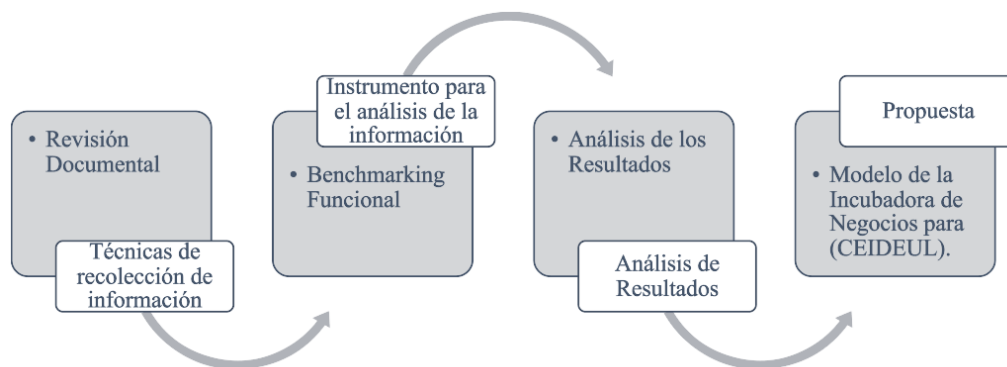 • Revisión
Documental
Técnicas de
recolección de
información
Instrumento para
el análisis de la
información
• Benchmarking
Funcional
• Análisis de los
Resultados
Análisis de
Resultados
Propuesta
• Modelo de la
Incubadora de
Negocios para
(CEIDEUL).